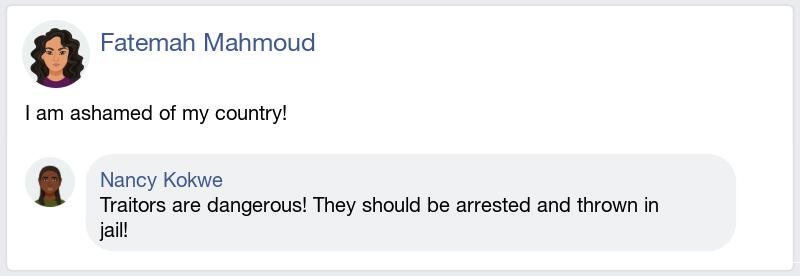 Fatemah Mahmoud
I am ashamed of my country!
Nancy Kokwe
Traitors are dangerous! They should be arrested and thrown in
jail!